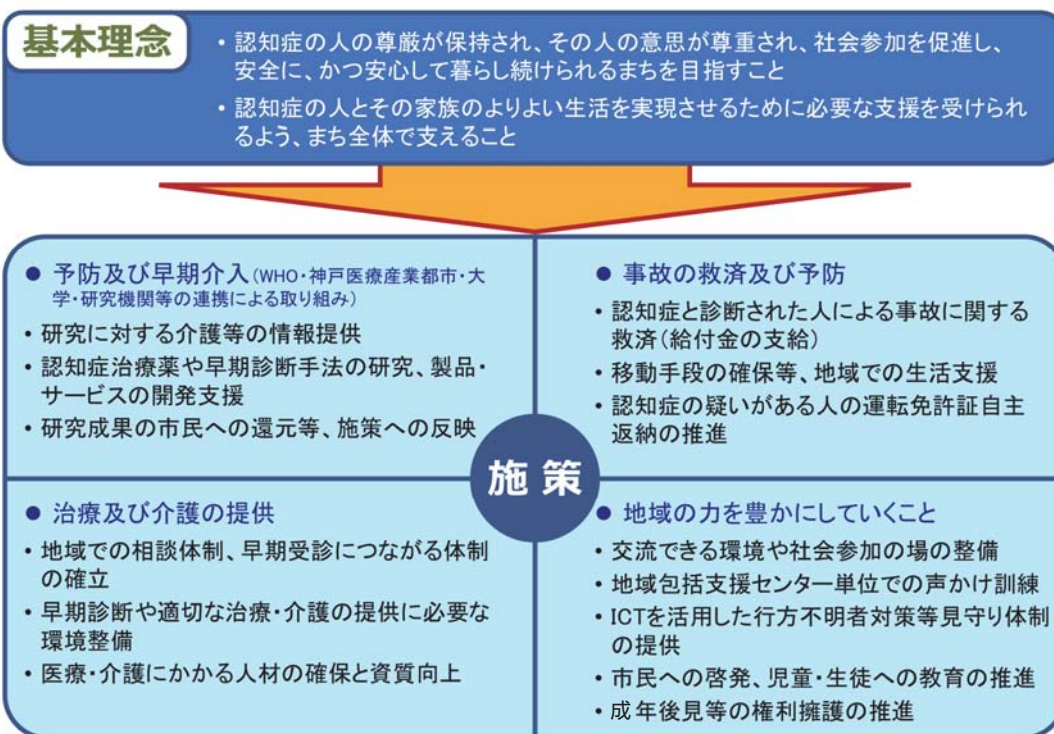 基本理念
・認知症の人の尊厳が保持され、その人の意思が尊重され、社会参加を促進し、
安全に、かつ安心して暮らし続けられるまちを目指すこと
・認知症の人とその家族のよりよい生活を実現させるために必要な支援を受けられ
るよう、まち全体で支えること
● 予防及び早期介入(WHO・神戸医療産業都市・大
学・研究機関等の連携による取り組み)
・研究に対する介護等の情報提供
・認知症治療薬や早期診断手法の研究、製品・
サービスの開発支援
・研究成果の市民への還元等、施策への反映
● 事故の救済及び予防
・認知症と診断された人による事故に関する
救済(給付金の支給)
・移動手段の確保等、地域での生活支援
・認知症の疑いがある人の運転免許証自主
返納の推進
施策
● 治療及び介護の提供
・地域での相談体制、早期受診につながる体制
の確立
・早期診断や適切な治療・介護の提供に必要な
環境整備
・医療・介護にかかる人材の確保と資質向上
● 地域の力を豊かにしていくこと
・交流できる環境や社会参加の場の整備
・地域包括支援センター単位での声かけ訓練
・ICTを活用した行方不明者対策等見守り体制
の提供
・市民への啓発、児童・生徒への教育の推進
・成年後見等の権利擁護の推進